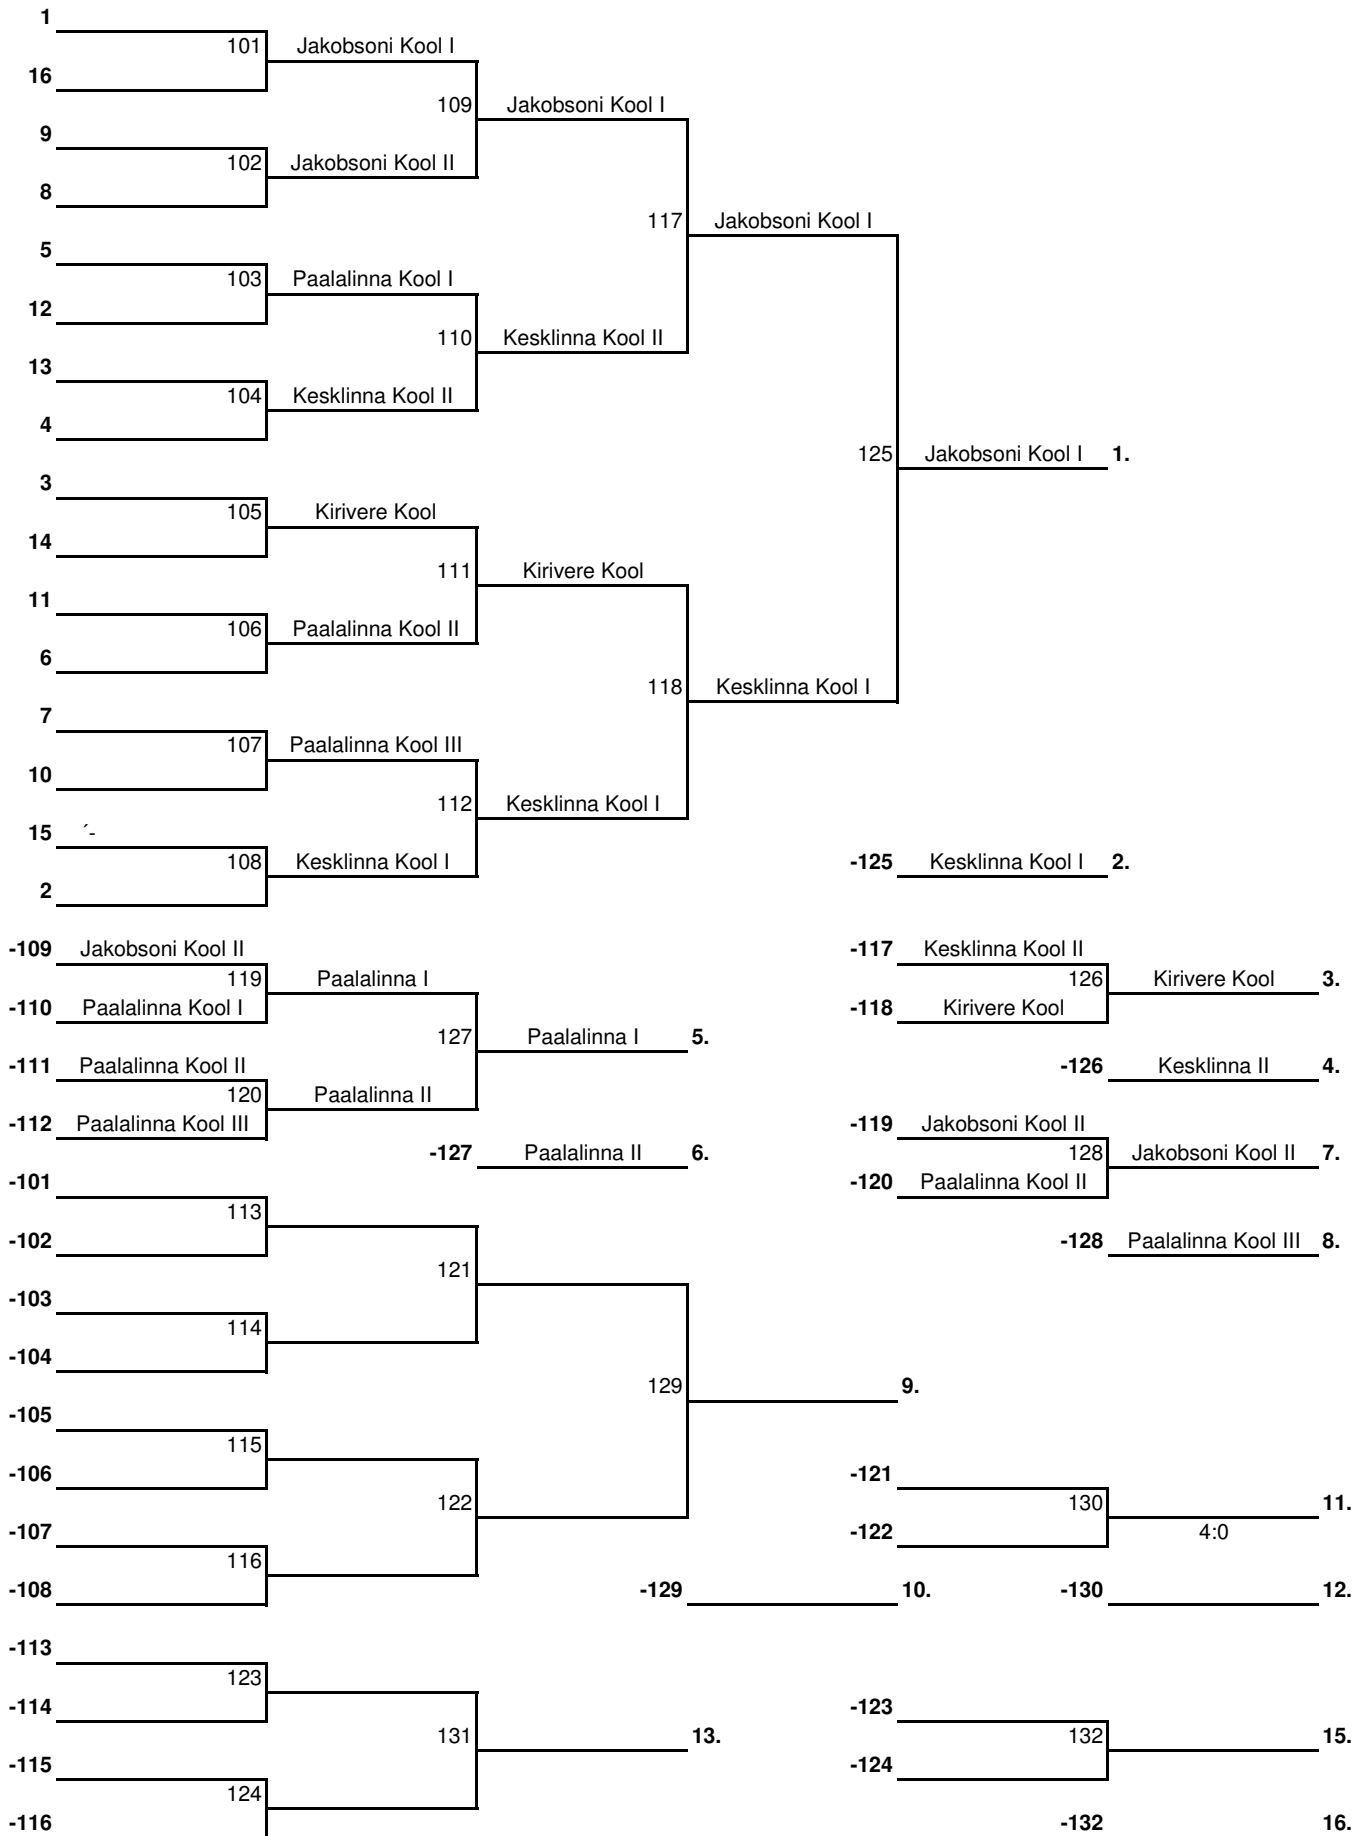 1
101 Jakobsoni Kool I
16
109 Jakobsoni Kool I
9
102 Jakobsoni Kool II
8
117 Jakobsoni Kool I
5
103 Paalalinna Kool I
12
110 Kesklinna Kool II
13
104 Kesklinna Kool II
4
125 Jakobsoni Kool I 1.
3
105 Kirivere Kool
14
111 Kirivere Kool
11
106 Paalalinna Kool II
6
118 Kesklinna Kool I
7
107 Paalalinna Kool III
10
112 Kesklinna Kool I
15 ´-
108 Kesklinna Kool I -125 Kesklinna Kool I 2.
2
-109 Jakobsoni Kool II -117 Kesklinna Kool II
119 Paalalinna I 126 Kirivere Kool 3.
-110 Paalalinna Kool I -118 Kirivere Kool
127 Paalalinna I 5.
-111 Paalalinna Kool II -126 Kesklinna II 4.
120 Paalalinna II
-112 Paalalinna Kool III -119 Jakobsoni Kool II
-127 Paalalinna II 6. 128 Jakobsoni Kool II 7.
-101 -120 Paalalinna Kool II
113
-102 -128 Paalalinna Kool III 8.
121
-103
114
-104
129 9.
-105
115
-106 -121
122 130 11.
-107 -122 4:0
116
-108 -129 10. -130 12.
-113
123
-114 -123
131 13. 132 15.
-115 -124
124
-116 -132 16.